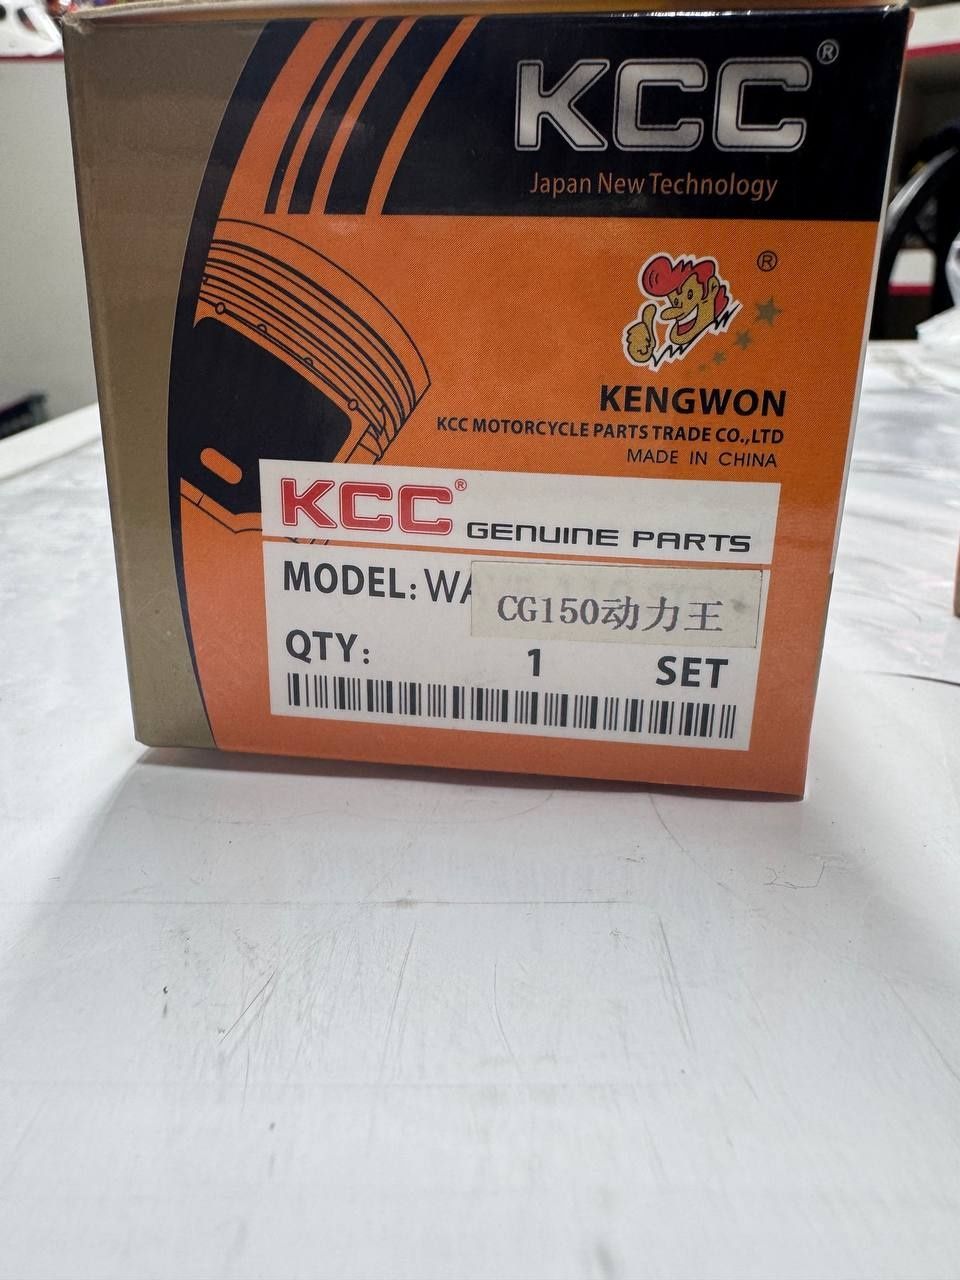 KCC®
Japan New Technology
®
KENGWON
KCC MOTORCYCLE PARTS TRADE CO.,LTD
MADE IN CHINA
KCC® GENUINE PARTS
MODEL: CG150动力王
QTY: 1 SET